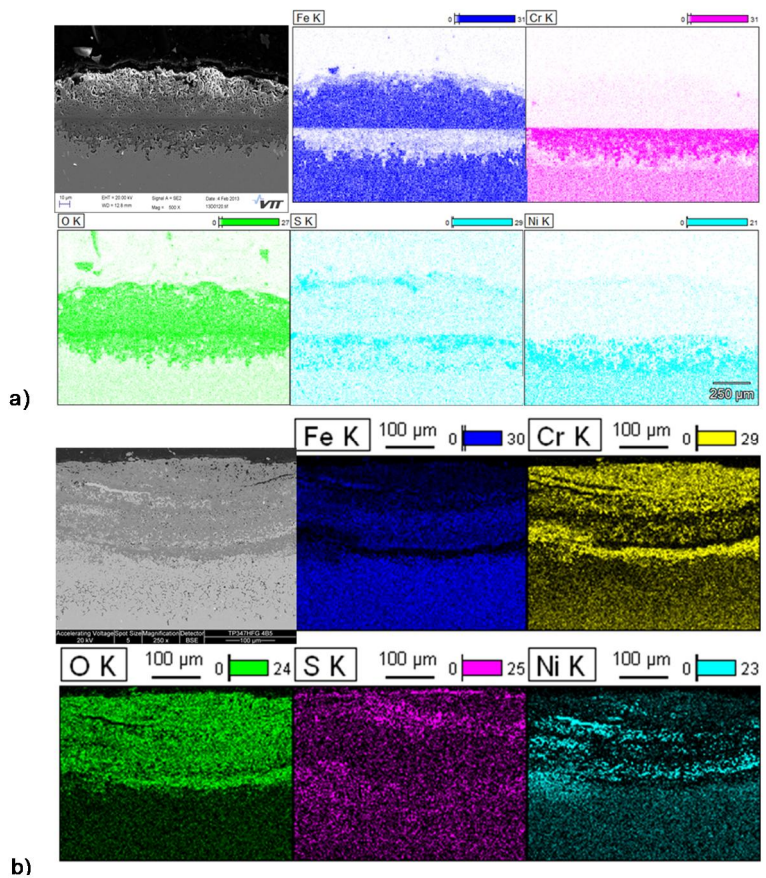 Fe K
0 31
Cr K
0 31
10 µm
EHT = 20.00 kV
WD = 12.6 mm
Signal A = SE2
Mag = 500 X
Date :4 Feb 2013
VTT
O K
0 27
S K
0 29
Ni K
0 21
250 µm
a)
Fe K 100 µm 0 30
Cr K 100 µm 0 29
Accelerating Voltage Spot Size Magnification Detector TP347HFG 4B5
20 kV 5 250 x BSE 100 µm
O K 100 µm 0 24
S K 100 µm 0 25
Ni K 100 µm 0 23
b)